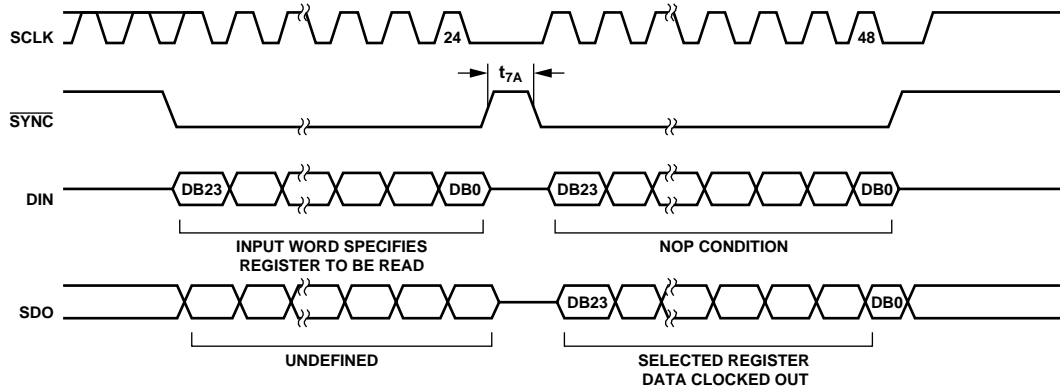 SCLK
24
48
t7A
SYNC
DIN
DB23
DB0
DB23
DB0
INPUT WORD SPECIFIES
REGISTER TO BE READ
NOP CONDITION
SDO
DB23
DB0
UNDEFINED
SELECTED REGISTER
DATA CLOCKED OUT